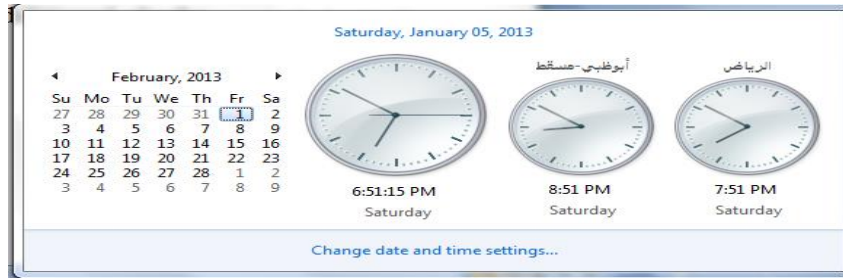 Saturday, January 05, 2013
February, 2013
Su Mo Tu We Th Fr Sa
27 28 29 30 31 1 2
3 4 5 6 7 8 9
10 11 12 13 14 15 16
17 18 19 20 21 22 23
24 25 26 27 28 1 2
3 4 5 6 7 8 9
6:51:15 PM
Saturday
أبوظبي-مسقط
8:51 PM
Saturday
الرياض
7:51 PM
Saturday
Change date and time settings...